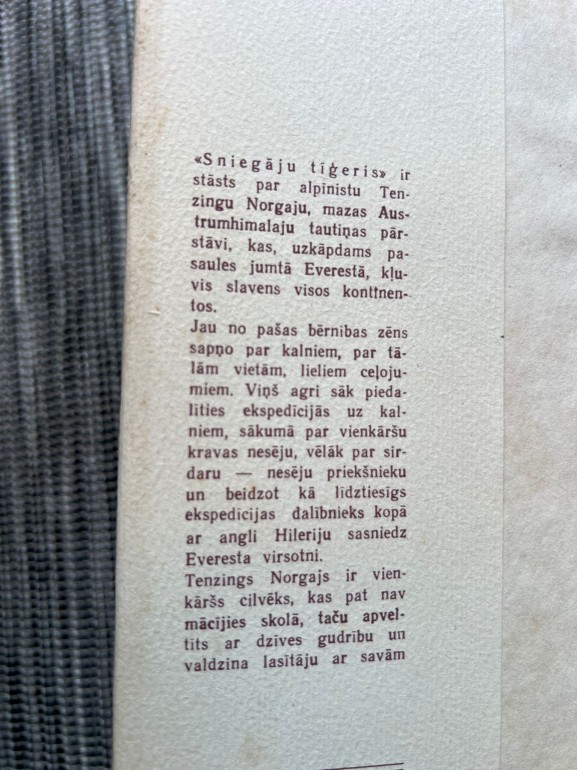 «Sniegāju tīģeris» ir
stāsts par alpīnistu Ten-
zingu Norgaju, mazas Aus-
trumhimalaju tautiņas pār-
stāvi, kas, uzkāpdams pa-
saules jumtā Everestā, kļu-
vis slavens visos kontinen-
tos.
Jau no pašas bērnības zēns
sapņo par kalniem, par tā-
lām vietām, lieliem ceļoju-
miem. Viņš agri sāk pieda-
līties ekspedīcijās uz kal-
niem, sākumā par vienkāršu
kravas nesēju, vēlāk par sir-
daru — nesēju priekšnieku
un beidzot kā līdztiesīgs
ekspedīcijas dalībnieks kopā
ar angli Hileriju sasniedz
Everesta virsotni.
Tenzings Norgajs ir vien-
kāršs cilvēks, kas pat nav
mācījies skolā, taču apvel-
tīts ar dzīves gudrību un
valdzina lasītāju ar savām